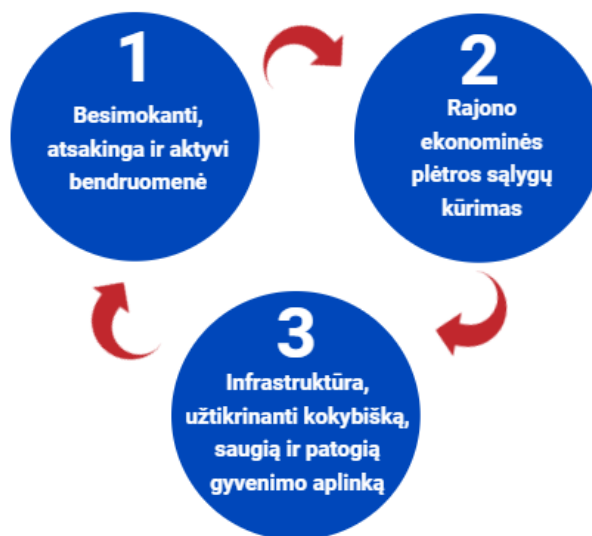 1
Besimokanti,
atsakinga ir aktyvi
bendruomenė
2
Rajono
ekonominės
plėtros sąlygų
kūrimas
3
Infrastruktūra,
užtikrinanti kokybišką,
saugią ir patogią
gyvenimo aplinką